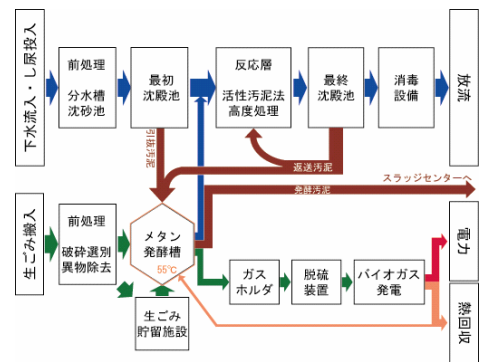 下水流入・し尿投入
前処理
分水槽
沈砂池
最初
沈殿池
反応層
活性汚泥法
高度処理
最終
沈殿池
消毒
設備
放流
引抜汚泥
返送汚泥
スラッジセンターへ
発酵汚泥
生ごみ搬入
前処理
破砕選別
異物除去
メタン
発酵槽
55℃
生ごみ
貯留施設
ガス
ホルダ
脱硫
装置
バイオガス
発電
電力
熱回収